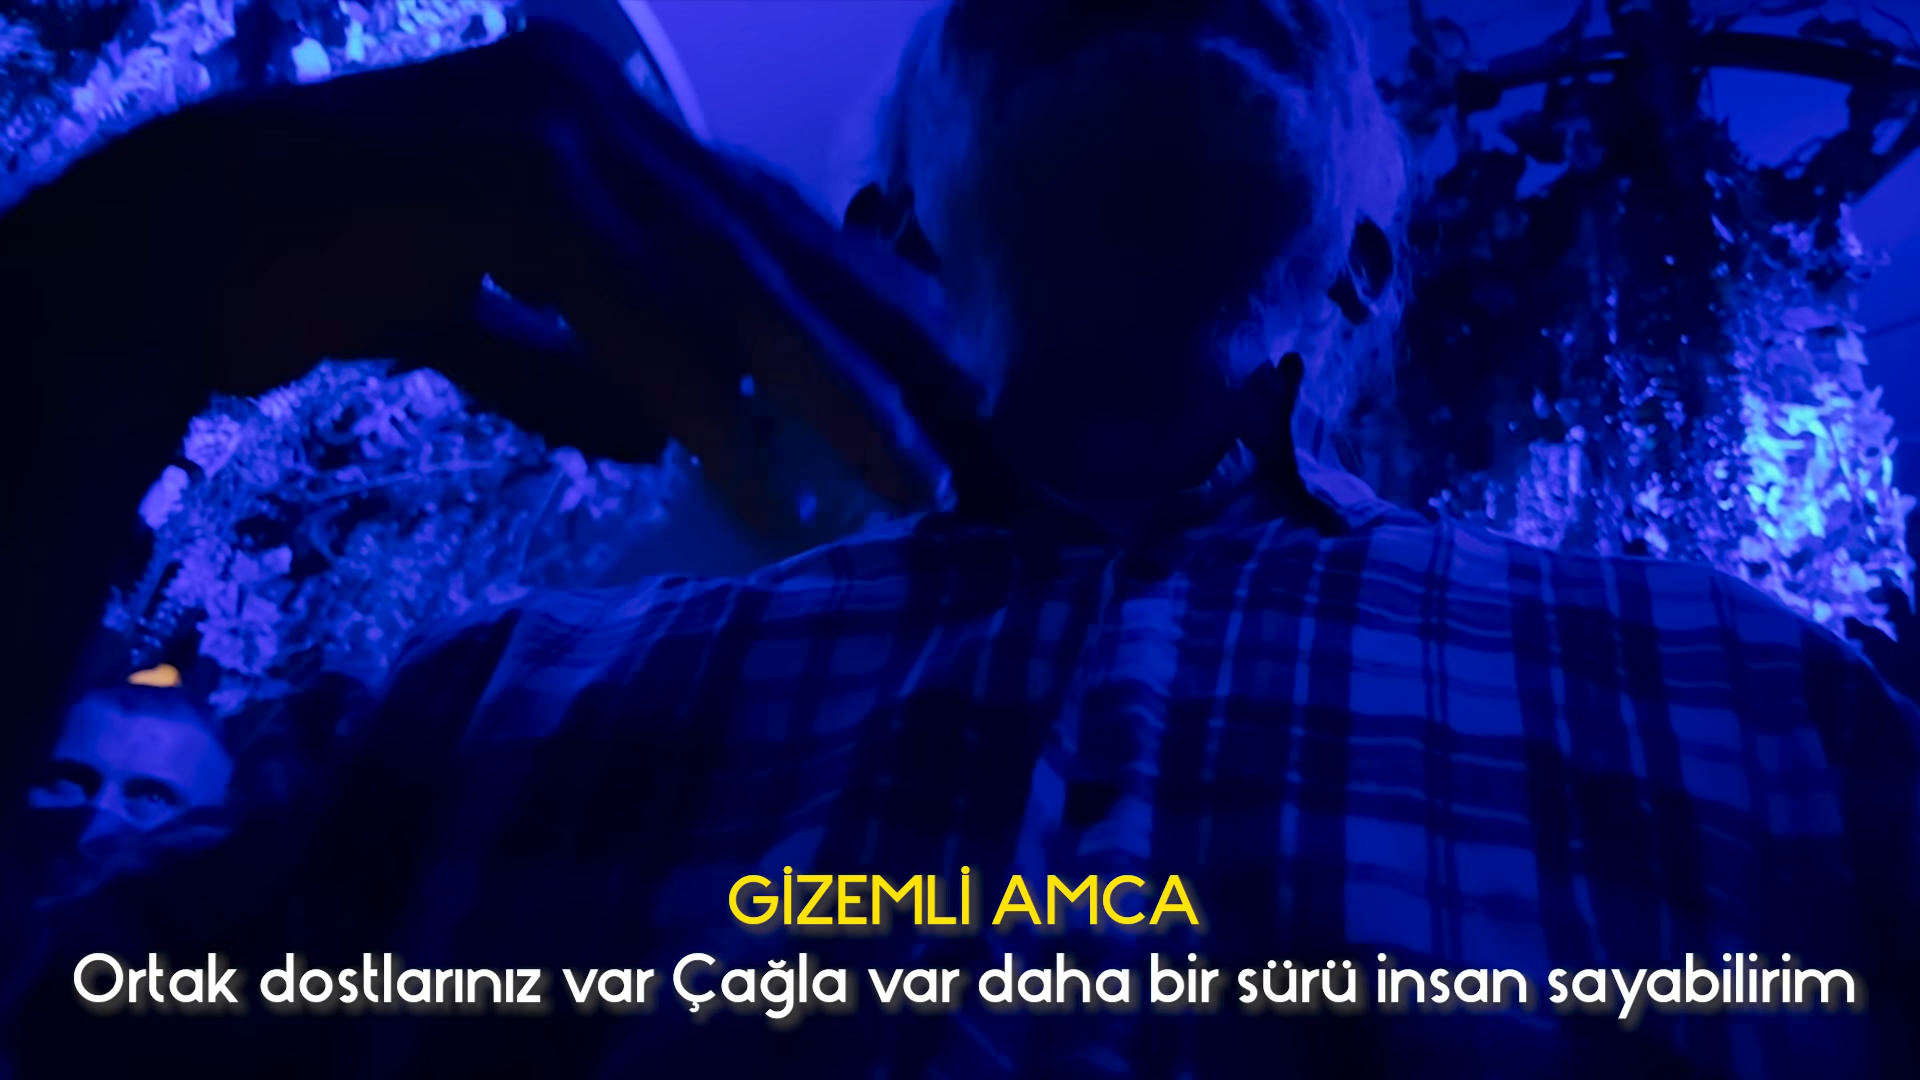 GİZEMLİ AMCA
Ortak dostlarınız var Çağla var daha bir sürü insan sayabilirim